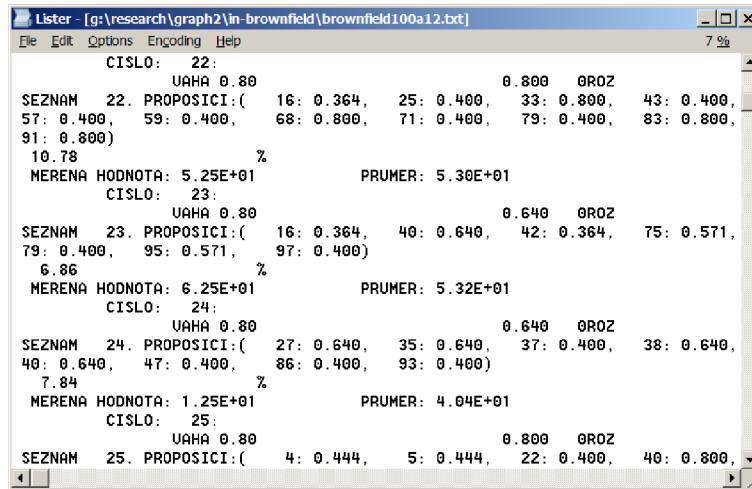 Lister - [g:\research\graph2\in-brownfield\brownfield100a12.txt]
File Edit Options Encoding Help 7 %
CISLO: 22:
VAHA 0.80 0.800 0ROZ
SEZNAM 22. PROPOSICI:( 16: 0.364, 25: 0.400, 33: 0.800, 43: 0.400,
57: 0.400, 59: 0.400, 68: 0.800, 71: 0.400, 79: 0.400, 83: 0.800,
91: 0.800)
10.78 %
MERENA HODNOTA: 5.25E+01 PRUMER: 5.30E+01
CISLO: 23:
VAHA 0.80 0.640 0ROZ
SEZNAM 23. PROPOSICI:( 16: 0.364, 40: 0.640, 42: 0.364, 75: 0.571,
79: 0.400, 95: 0.571, 97: 0.400)
6.86 %
MERENA HODNOTA: 6.25E+01 PRUMER: 5.32E+01
CISLO: 24:
VAHA 0.80 0.640 0ROZ
SEZNAM 24. PROPOSICI:( 27: 0.640, 35: 0.640, 37: 0.400, 38: 0.640,
40: 0.640, 47: 0.400, 86: 0.400, 93: 0.400)
7.84 %
MERENA HODNOTA: 1.25E+01 PRUMER: 4.04E+01
CISLO: 25:
VAHA 0.80 0.800 0ROZ
SEZNAM 25. PROPOSICI:( 4: 0.444, 5: 0.444, 22: 0.400, 40: 0.800,